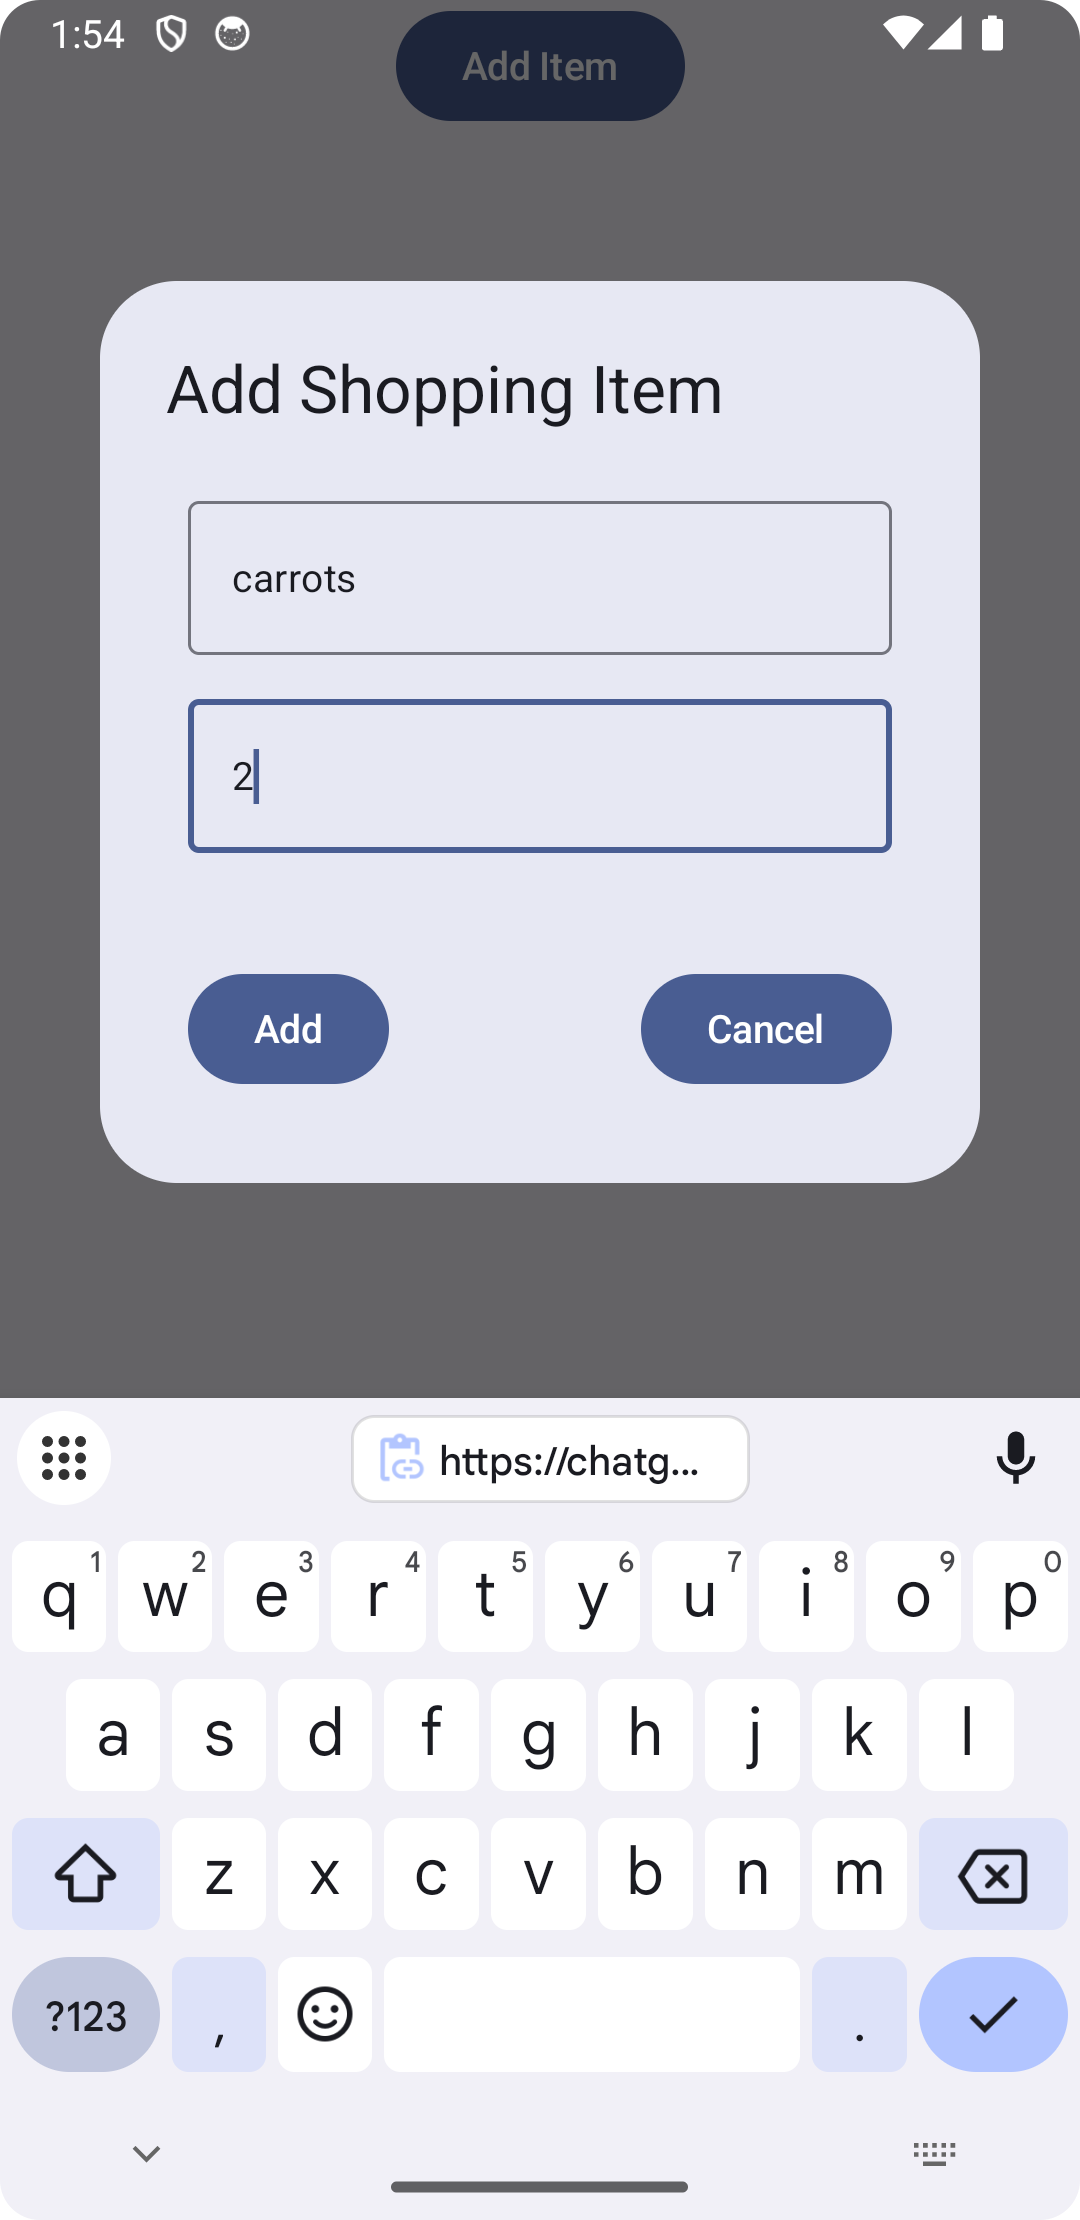 1:54
Add Item
Add Shopping Item
carrots
2
Add Cancel
https://chatg...
q 1 w 2 e 3 r 4 t 5 y 6 u 7 i 8 o 9 p 0
a s d f g h j k l
z x c v b n m
?123 , .